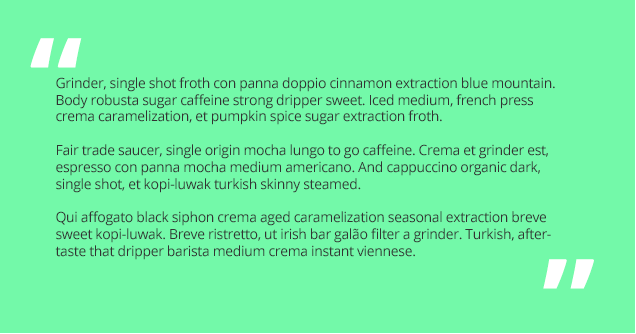 Grinder, single shot froth con panna doppio cinnamon extraction blue mountain.
Body robusta sugar caffeine strong dripper sweet. Iced medium, french press
crema caramelization, et pumpkin spice sugar extraction froth.
Fair trade saucer, single origin mocha lungo to go caffeine. Crema et grinder est,
espresso con panna mocha medium americano. And cappuccino organic dark,
single shot, et kopi-luwak turkish skinny steamed.
Qui affogato black siphon crema aged caramelization seasonal extraction breve
sweet kopi-luwak. Breve ristretto, ut irish bar galão filter a grinder. Turkish, after-
taste that dripper barista medium crema instant viennese.